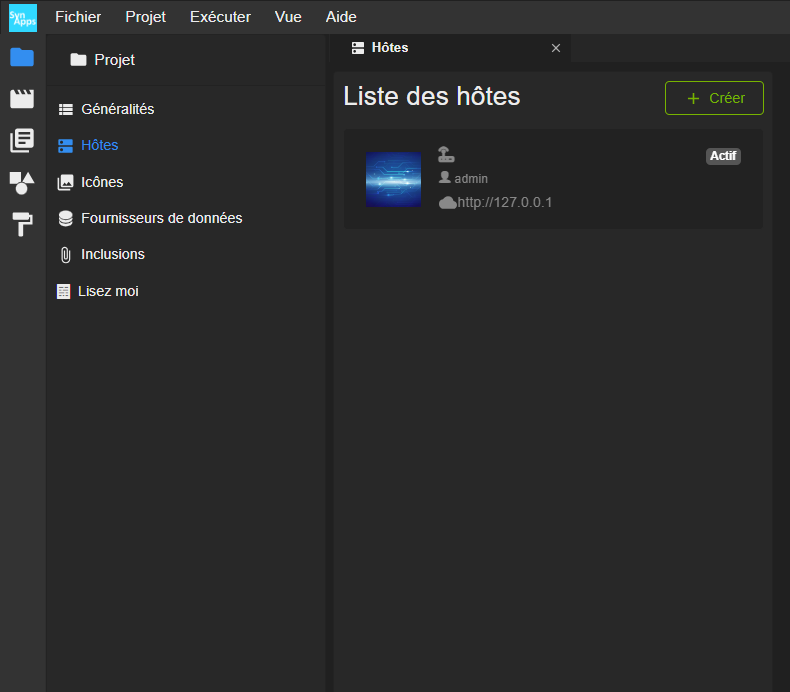 Syn
Apps
Fichier Projet Exécuter Vue Aide
Projet
Généralités
Hôtes
Icônes
Fournisseurs de données
Inclusions
Lisez moi
Hôtes
Liste des hôtes
Créer
Actif
admin
http://127.0.0.1